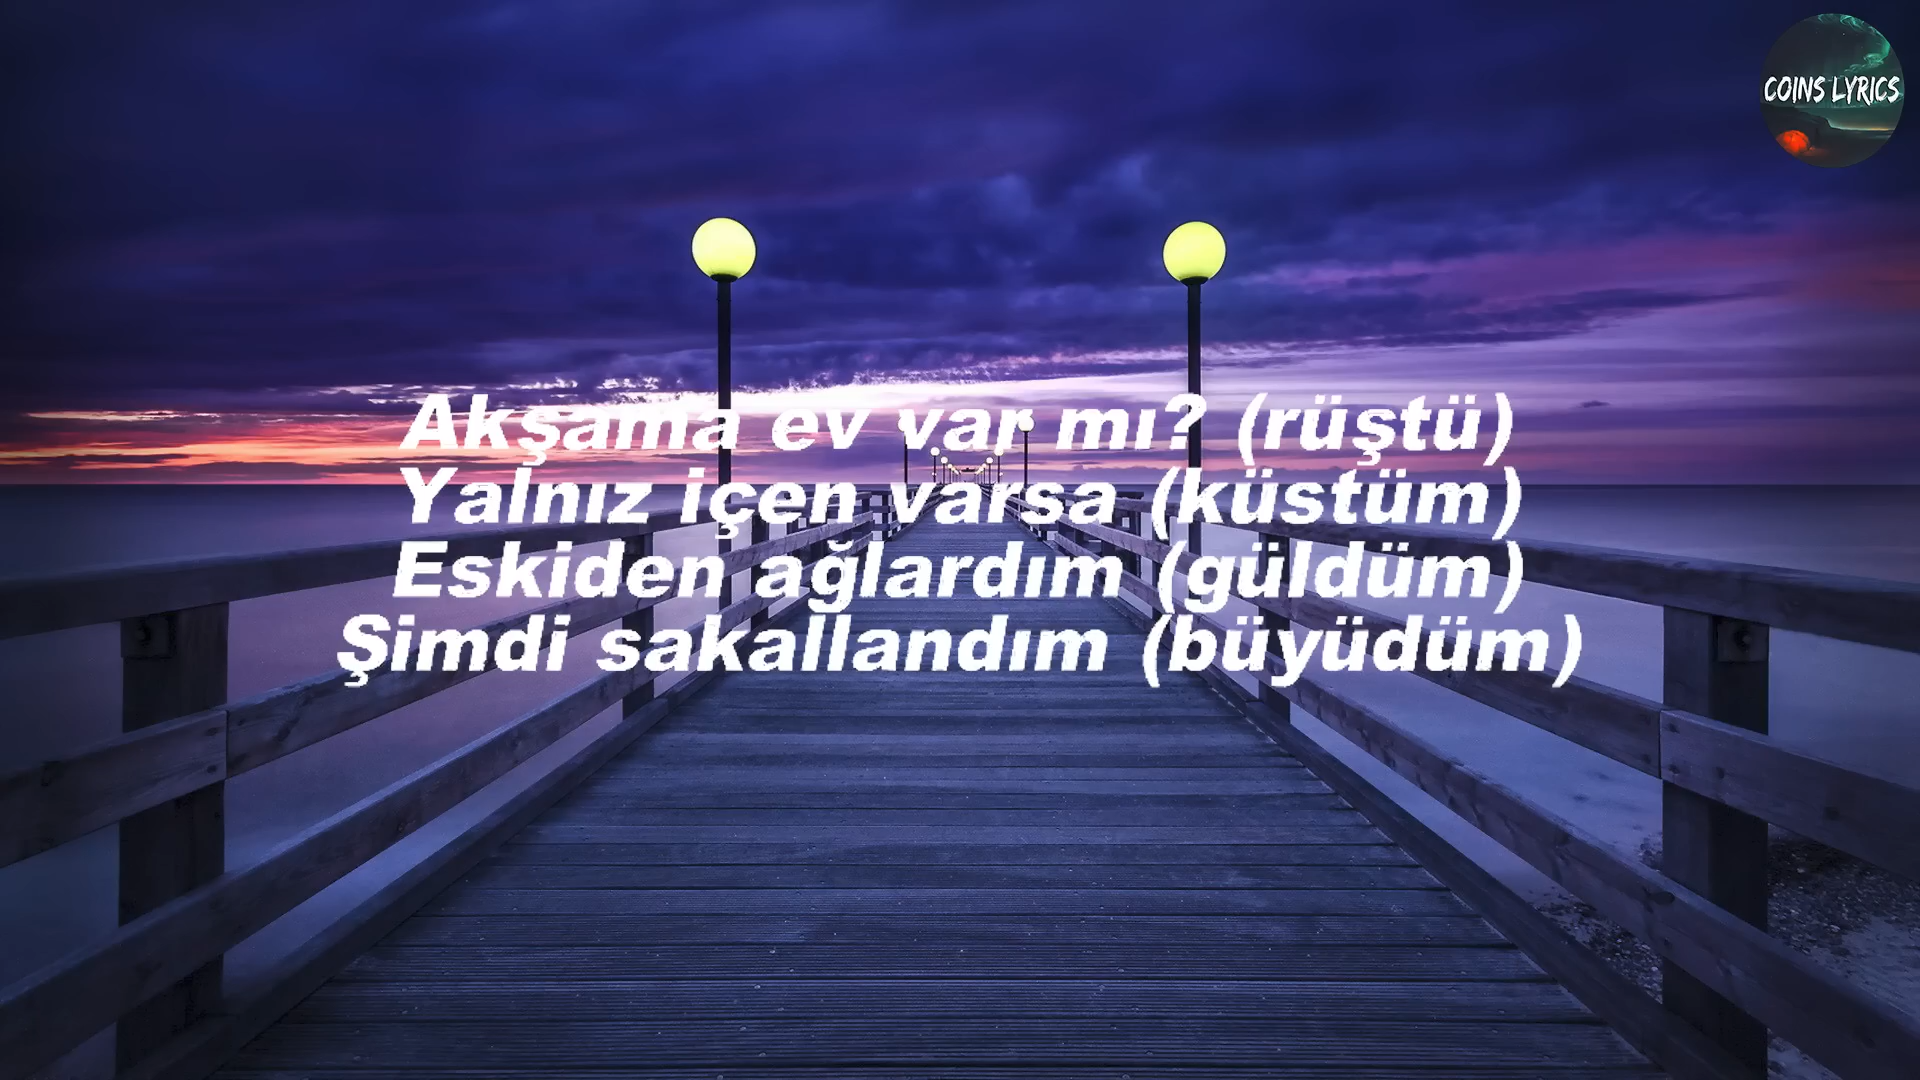 COINS LYRICS
Akşama ev var mı? (rüştü)
Yalnız içen varsa (küstüm)
Eskiden ağlardım (güldüm)
Şimdi sakallandım (büyüdüm)